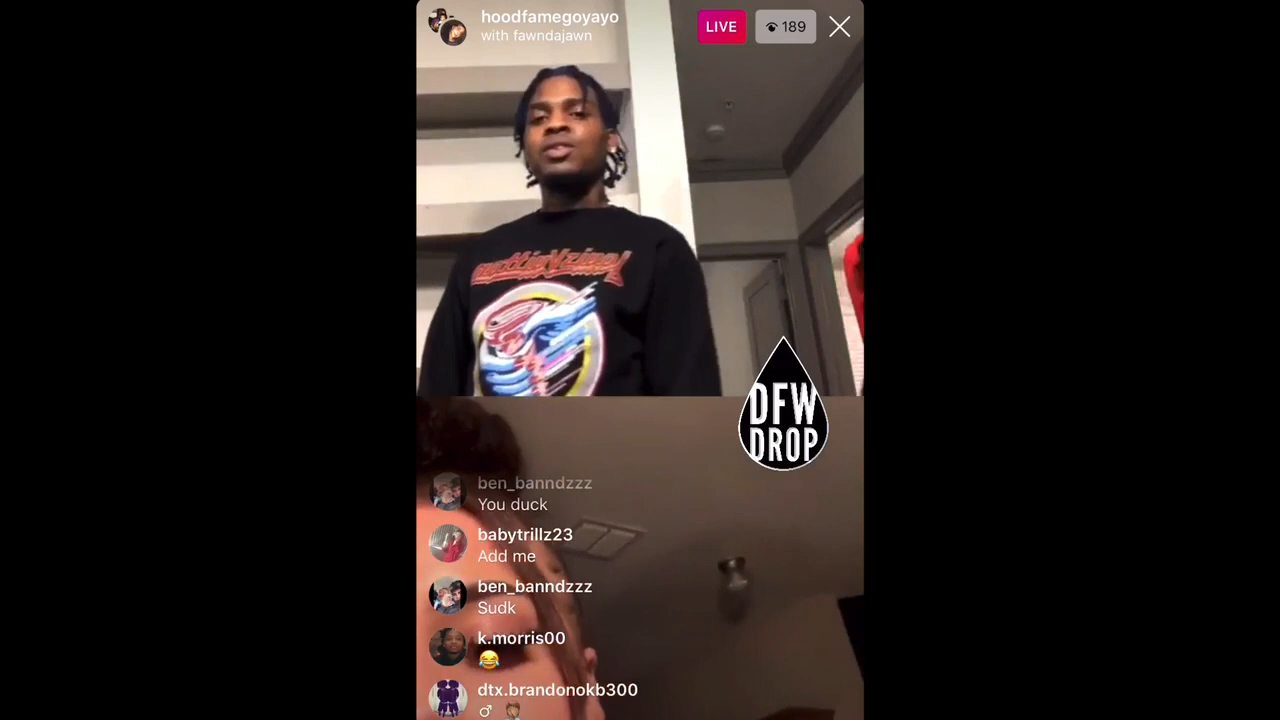 hoodfamegoyayo
with fawndajawn
LIVE
189
DFW
DROP
ben_banndzzz
You duck
babytrillz23
Add me
ben_banndzzz
Sudk
k.morris00
😂
dtx.brandonokb300